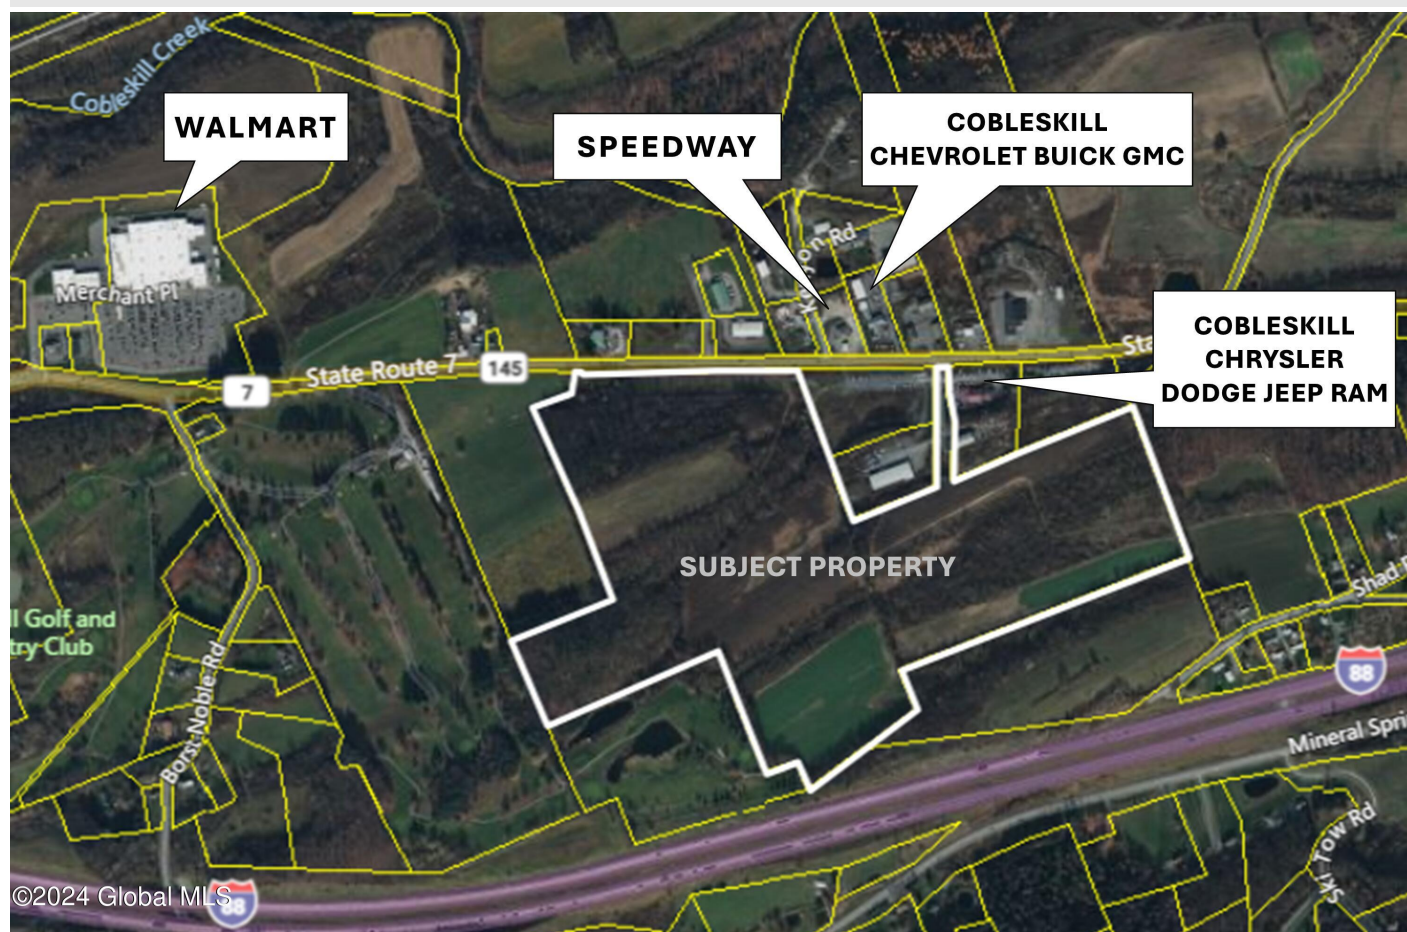 Cobleskill Creek
WALMART
SPEEDWAY
COBLESKILL
CHEVROLET BUICK GMC
Merchant Pl
State Route 7
145
7
COBLESKILL
CHRYSLER
DODGE JEEP RAM
SUBJECT PROPERTY
ll Golf and
try Club
Borst Noble Rd
Shad
88
Mineral Spri
Ski Tow Rd
88
©2024 Global MLS